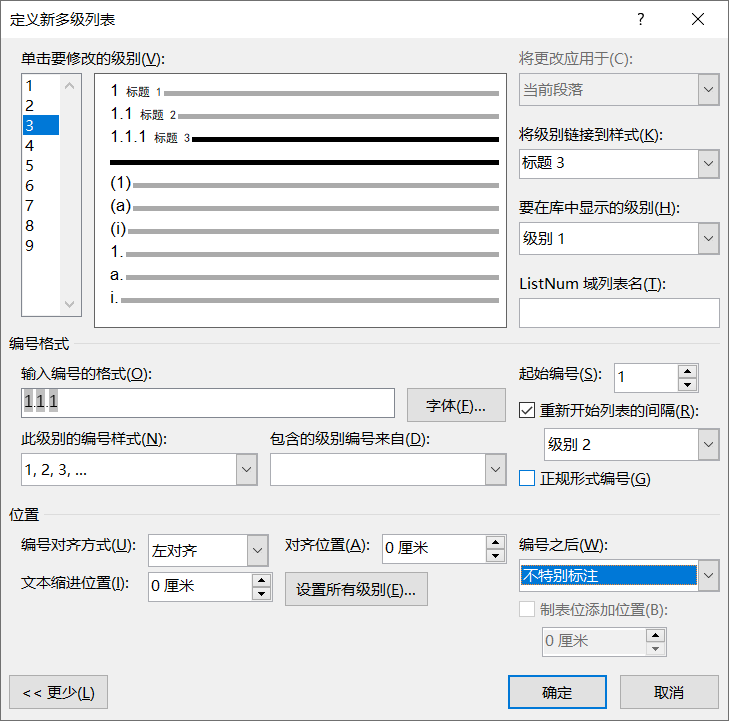 定义新多级列表
?
单击要修改的级别(V):
1
2
3
4
5
6
7
8
9
1 标题 1
1.1 标题 2
1.1.1 标题 3
(1)
(a)
(i)
1.
a.
i.
将更改应用于(C):
当前段落
将级别链接到样式(K):
标题 3
要在库中显示的级别(H):
级别 1
ListNum 域列表名(T):
编号格式
输入编号的格式(O):
1.1.1
字体(F)...
起始编号(S):
1
重新开始列表的间隔(R):
级别 2
此级别的编号样式(N):
包含的级别编号来自(D):
1, 2, 3, ...
正规形式编号(G)
位置
编号对齐方式(U):
左对齐
对齐位置(A):
0 厘米
编号之后(W):
不特别标注
文本缩进位置(I):
0 厘米
设置所有级别(E)...
制表位添加位置(B):
0 厘米
<< 更少(L)
确定
取消